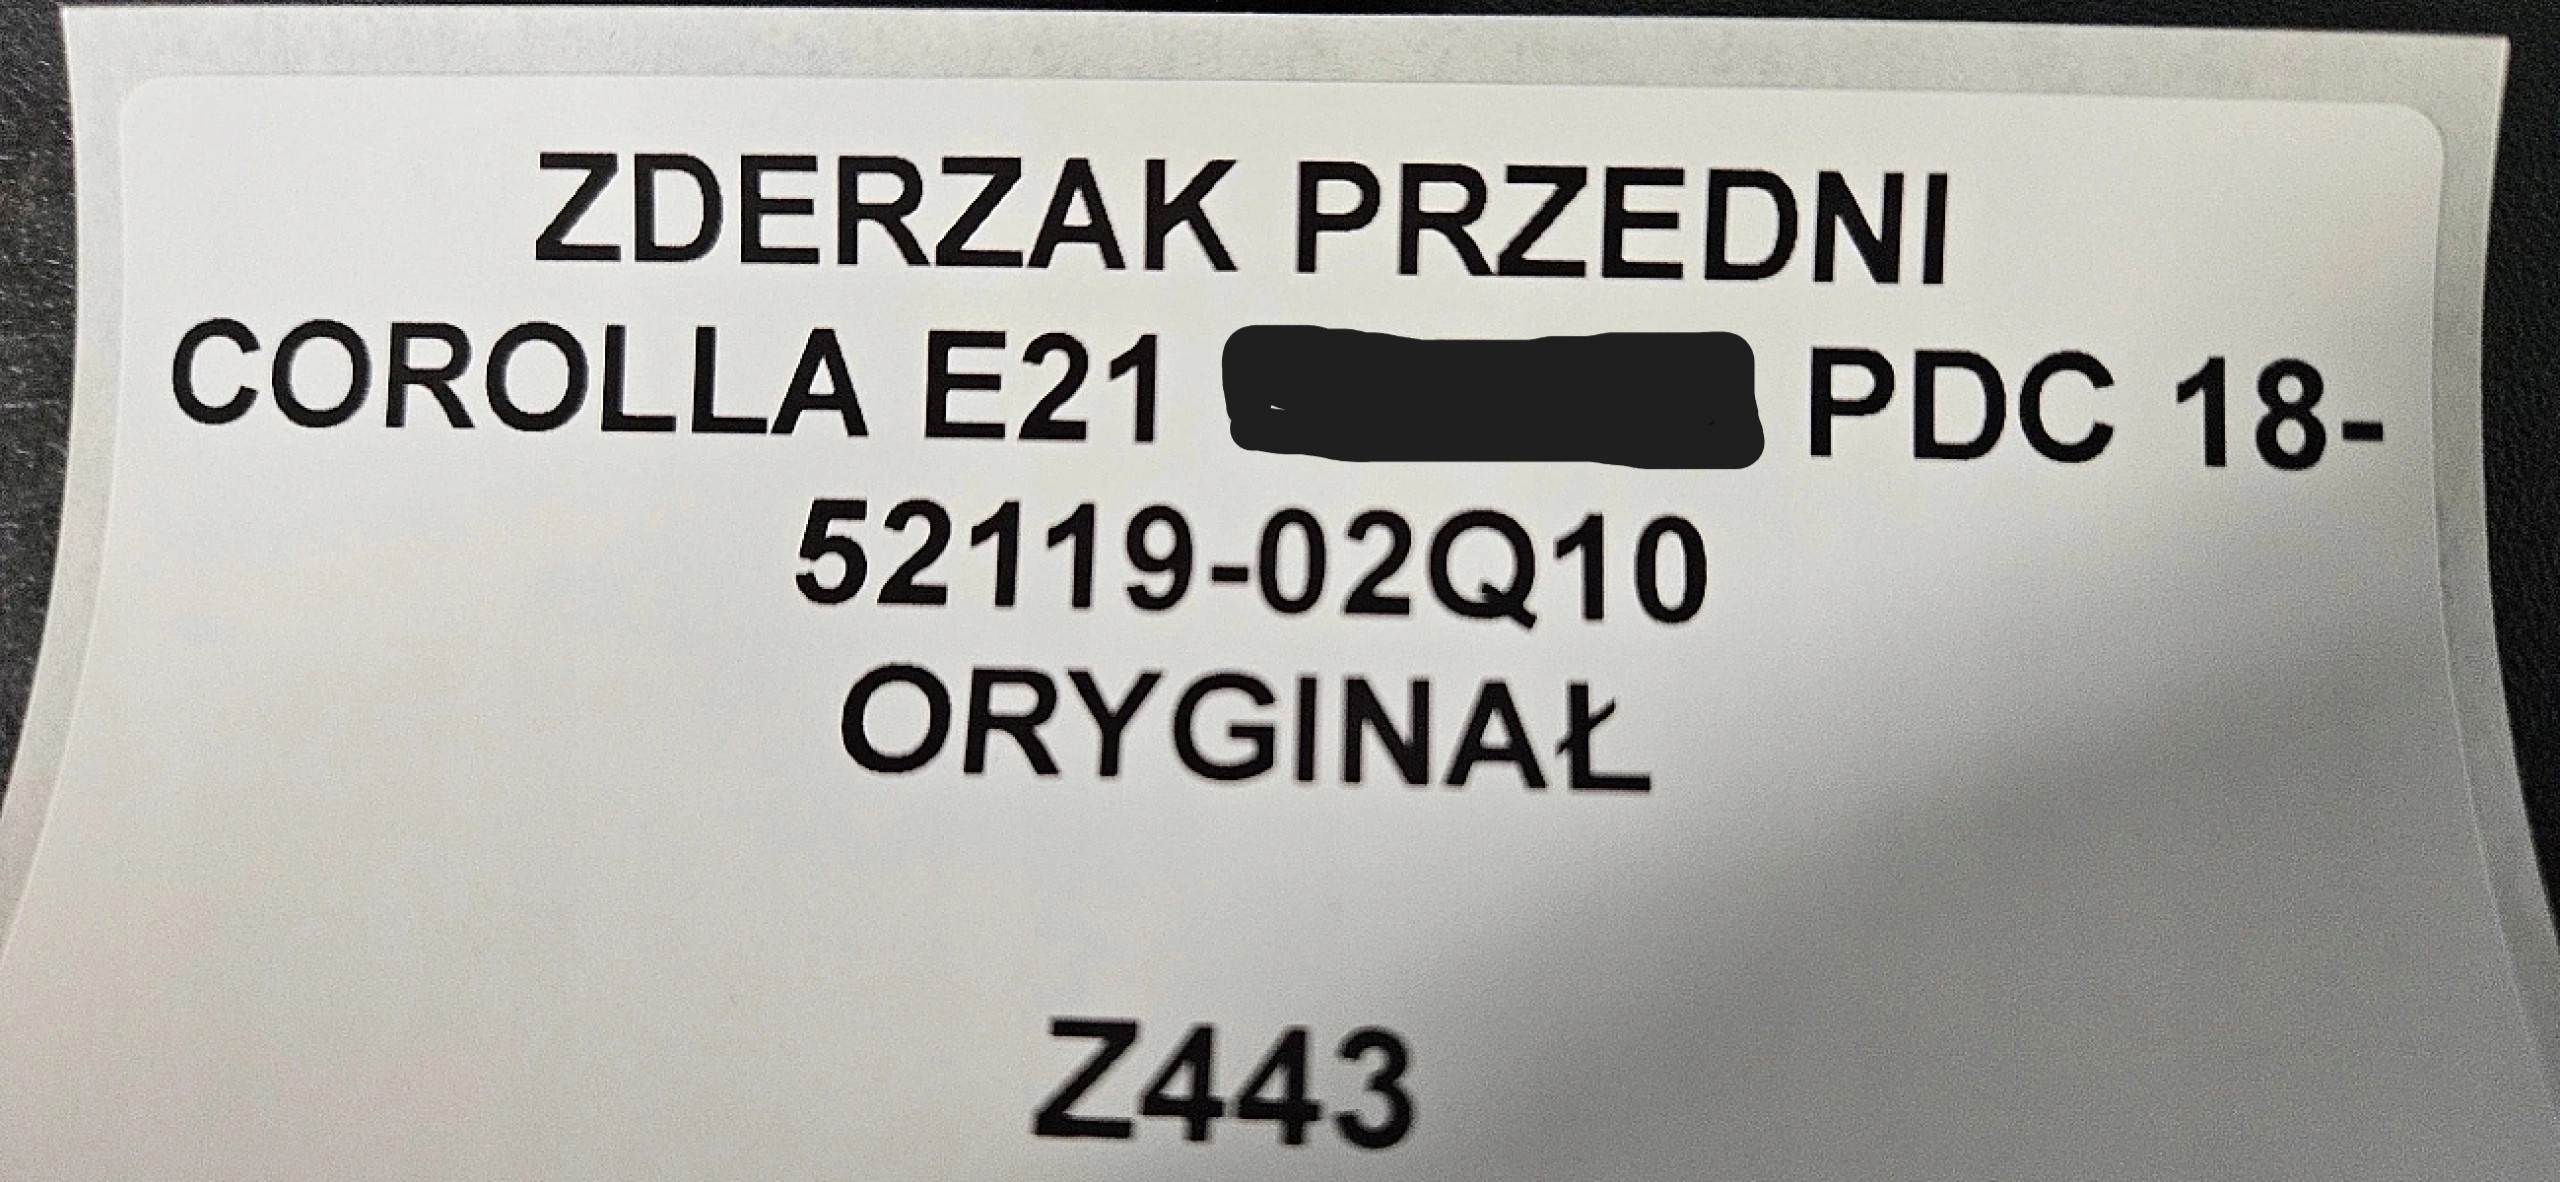 ZDERZAK PRZEDNI
COROLLA E21 PDC 18-
52119-02Q10
ORYGINAŁ
Z443